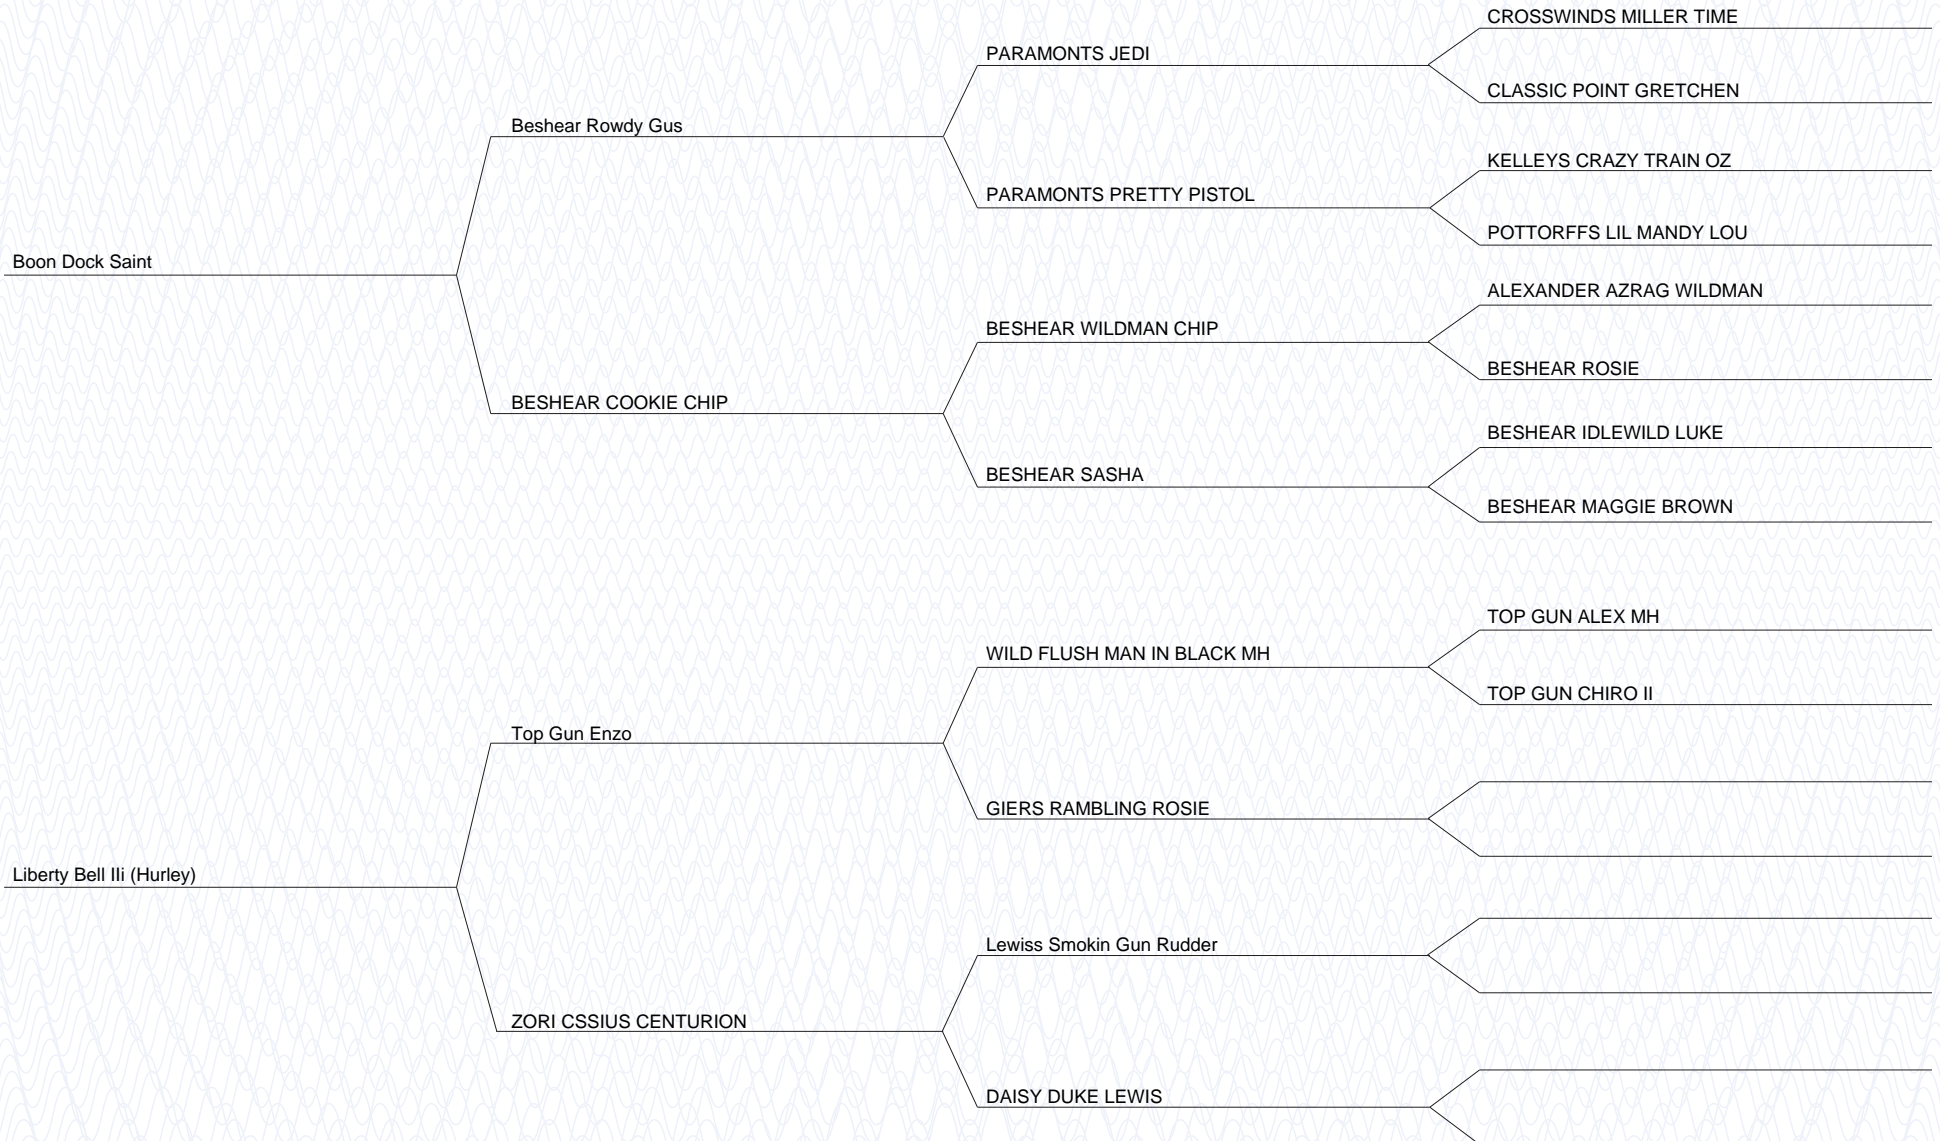 CROSSWINDS MILLER TIME
PARAMONTS JEDI
CLASSIC POINT GRETCHEN
Beshear Rowdy Gus
KELLEYS CRAZY TRAIN OZ
PARAMONTS PRETTY PISTOL
POTTORFFS LIL MANDY LOU
Boon Dock Saint
ALEXANDER AZRAG WILDMAN
BESHEAR WILDMAN CHIP
BESHEAR ROSIE
BESHEAR COOKIE CHIP
BESHEAR IDLEWILD LUKE
BESHEAR SASHA
BESHEAR MAGGIE BROWN
TOP GUN ALEX MH
WILD FLUSH MAN IN BLACK MH
TOP GUN CHIRO II
Top Gun Enzo
GIERS RAMBLING ROSIE
Liberty Bell IIi (Hurley)
Lewiss Smokin Gun Rudder
ZORI CSSIUS CENTURION
DAISY DUKE LEWIS